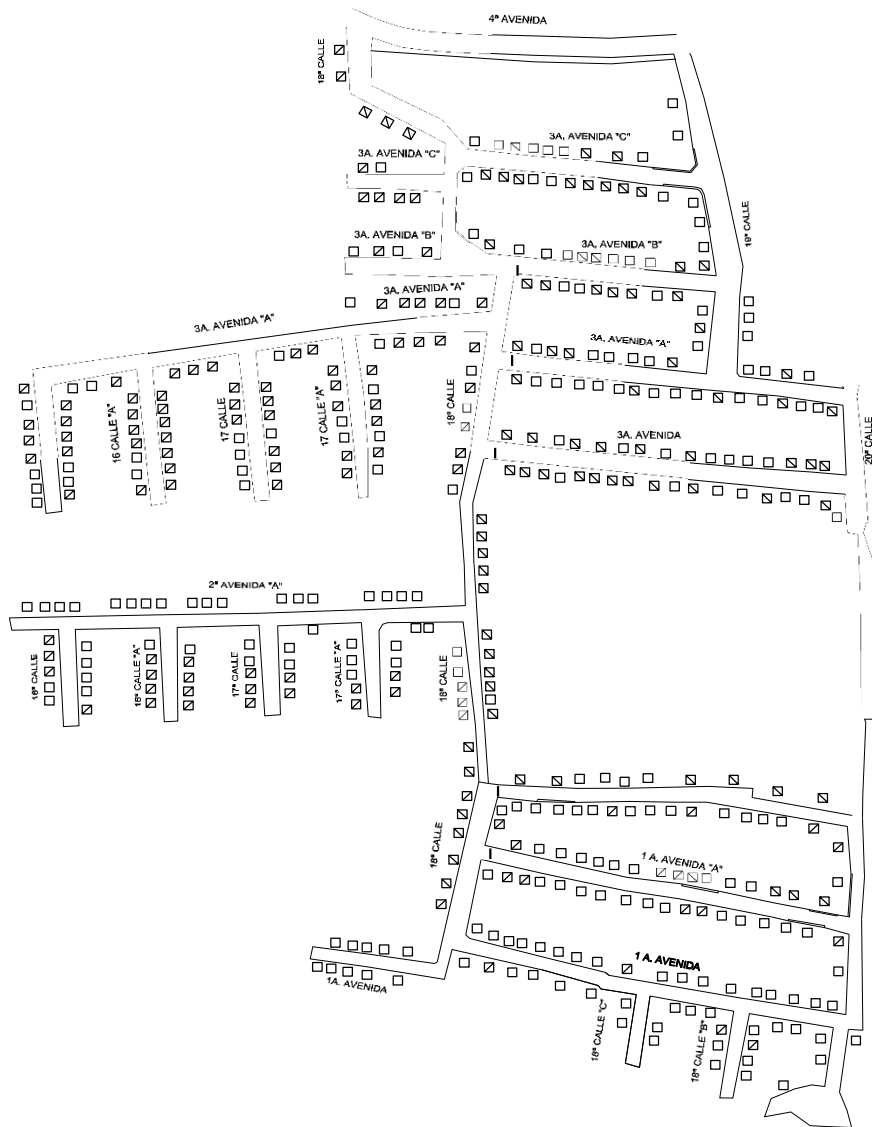 4ª AVENIDA
18ª CALLE
3A. AVENIDA "C"
3A. AVENIDA "C"
19ª CALLE
3A. AVENIDA "B"
3A. AVENIDA "B"
3A. AVENIDA "A"
3A. AVENIDA "A"
3A. AVENIDA "A"
16 CALLE "A"
17 CALLE
17 CALLE "A"
18ª CALLE
3A. AVENIDA
20ª CALLE
2ª AVENIDA "A"
16ª CALLE
16ª CALLE "A"
17ª CALLE
17ª CALLE "A"
18ª CALLE
18ª CALLE
1 A. AVENIDA "A"
1 A. AVENIDA
1A. AVENIDA
18ª CALLE "C"
18ª CALLE "B"